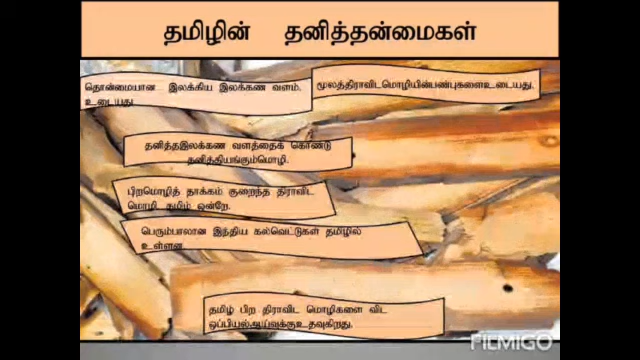 தமிழின் தனித்தன்மைகள்
தொன்மையான இலக்கிய இலக்கண வளம்
உடையது
மூலத்திராவிடமொழியின்பண்புகளைஉடையது,
தனித்தஇலக்கண வளத்தைக் கொண்டு
தனித்தியங்கும்மொழி.
பிறமொழித் தாக்கம் குறைந்த திராவிட
மொழி தமிழ் ஒன்றே.
பெரும்பாலான இந்திய கல்வெட்டுகள் தமிழில்
உள்ளன
தமிழ் பிற திராவிட மொழிகளை விட
ஒப்பியல்ஆய்வுக்குஉதவுகிறது,
FILMIGO